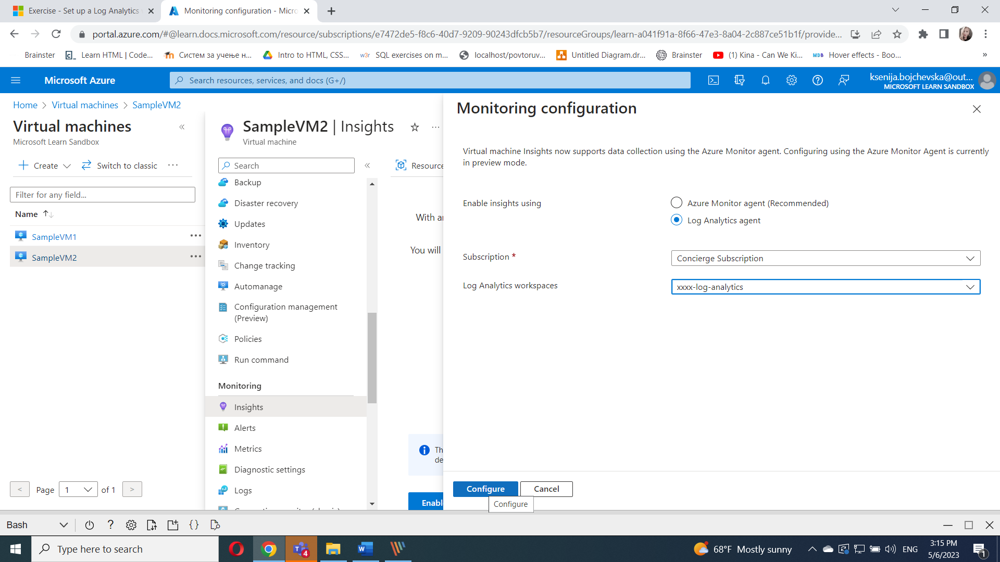 Exercise - Set up a Log Analytics
Monitoring configuration - Micro
portal.azure.com/#@learn.docs.microsoft.com/resource/subscriptions/e7472de5-f8c6-40d7-9209-90243dfcb5b7/resourceGroups/learn-a041f91a-8f66-47e3-8a04-2c887ce51b1f/provide...
Brainster
Learn HTML | Code...
Систем за учење н...
Intro to HTML, CSS...
w3r
SQL exercises on m...
localhost/povtoruv...
Untitled Diagram.dr...
Brainster
(1) Kina - Can We Ki...
MDB
Hover effects - Boo...
»
Microsoft Azure
Search resources, services, and docs (G+/)
ksenija.bojchevska@out...
MICROSOFT LEARN SANDBOX
Home > Virtual machines > SampleVM2
Virtual machines
Microsoft Learn Sandbox
Create
Switch to classic
Filter for any field...
Name
SampleVM1
SampleVM2
< Page 1 of 1 >
SampleVM2 | Insights
Virtual machine
Search
Backup
Disaster recovery
Updates
Inventory
Change tracking
Automanage
Configuration management
(Preview)
Policies
Run command
Monitoring
Insights
Alerts
Metrics
Diagnostic settings
Logs
Resource
With a
You will
Th
de
Enabl
Monitoring configuration
Virtual machine Insights now supports data collection using the Azure Monitor agent. Configuring using the Azure Monitor Agent is currently
in preview mode.
Enable insights using
Azure Monitor agent (Recommended)
Log Analytics agent
Subscription *
Concierge Subscription
Log Analytics workspaces
xxxx-log-analytics
Configure
Cancel
Configure
Bash
?
{ }
Type here to search
4
68°F Mostly sunny
ENG
3:15 PM
5/6/2023
1